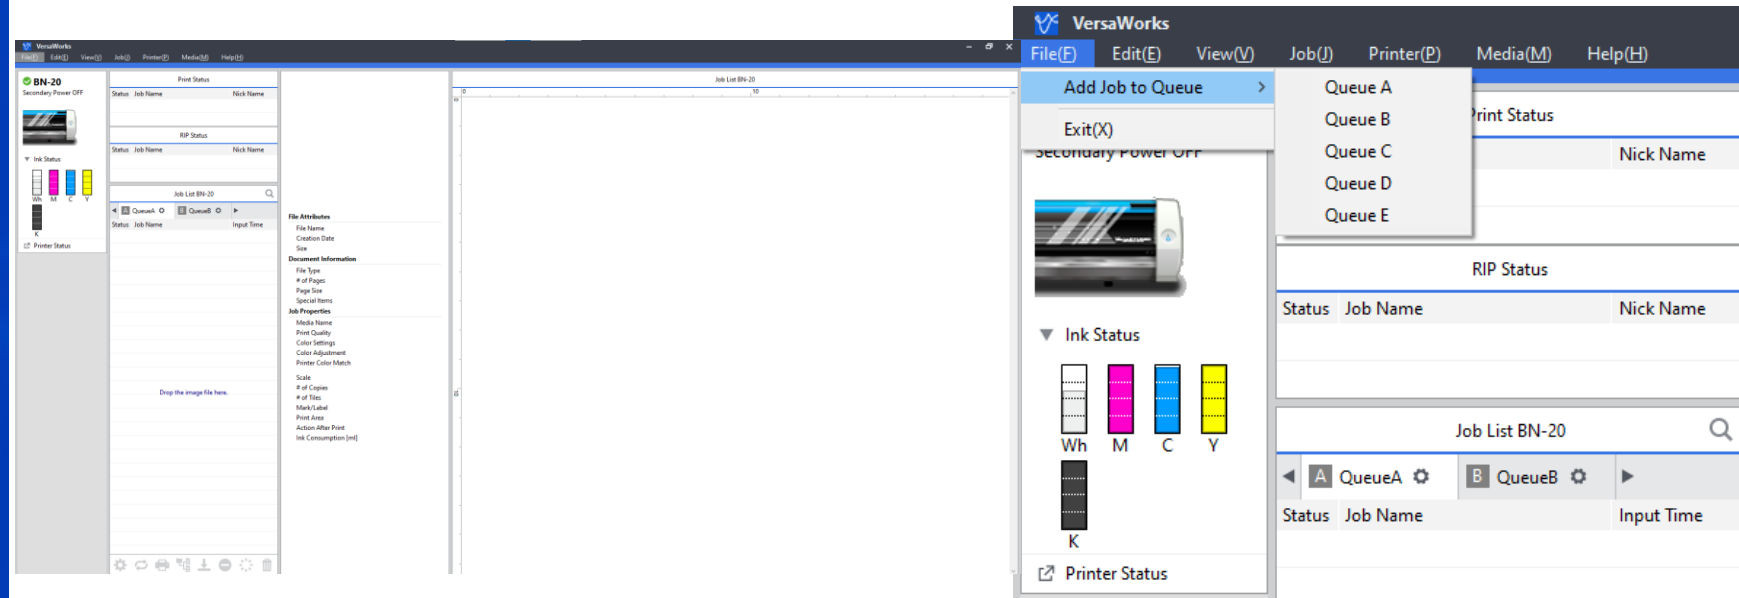 VersaWorks
File(F) Edit(E) View(V) Job(J) Printer(P) Media(M) Help(H)
BN-20
Secondary Power OFF
Ink Status
Wh M C Y
K
Printer Status
Print Status
Status Job Name Nick Name
RIP Status
Status Job Name Nick Name
Job List BN-20
A QueueA B QueueB
Status Job Name Input Time
Drop the image file here.
File Attributes
File Name
Creation Date
Size
Document Information
File Type
# of Pages
Page Size
Special Items
Job Properties
Media Name
Print Quality
Color Settings
Color Adjustment
Printer Color Match
Scale
# of Copies
# of Tiles
Mark/Label
Print Area
Action After Print
Ink Consumption [ml]
Job List BN-20
0 10
0
10
VersaWorks
File(F) Edit(E) View(V) Job(J) Printer(P) Media(M) Help(H)
Add Job to Queue
Exit(X)
Queue A
Queue B
Queue C
Queue D
Queue E
Secondary Power OFF
Ink Status
Wh M C Y
K
Printer Status
Print Status
Nick Name
RIP Status
Status Job Name Nick Name
Job List BN-20
A QueueA B QueueB
Status Job Name Input Time